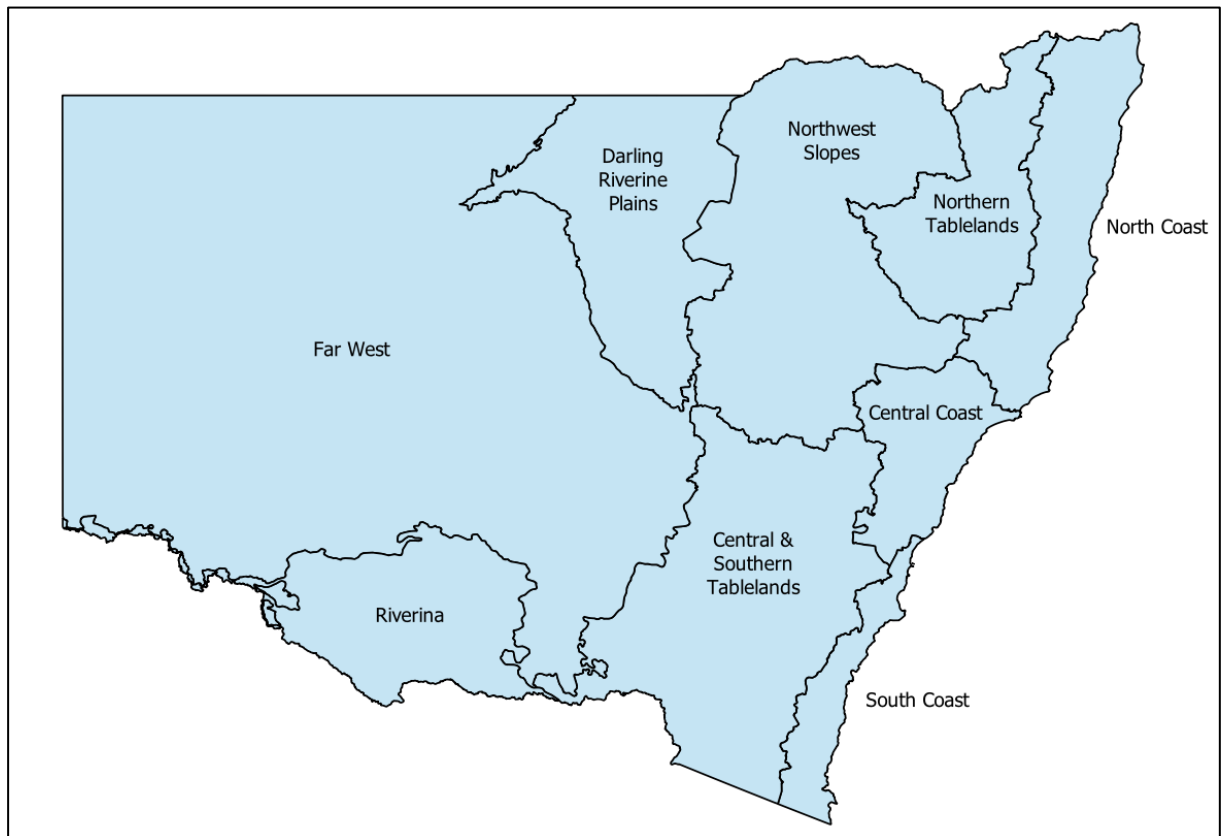 Northwest
Slopes
Darling
Riverine
Plains
Northern
Tablelands
North Coast
Far West
Central Coast
Central &
Southern
Tablelands
Riverina
South Coast